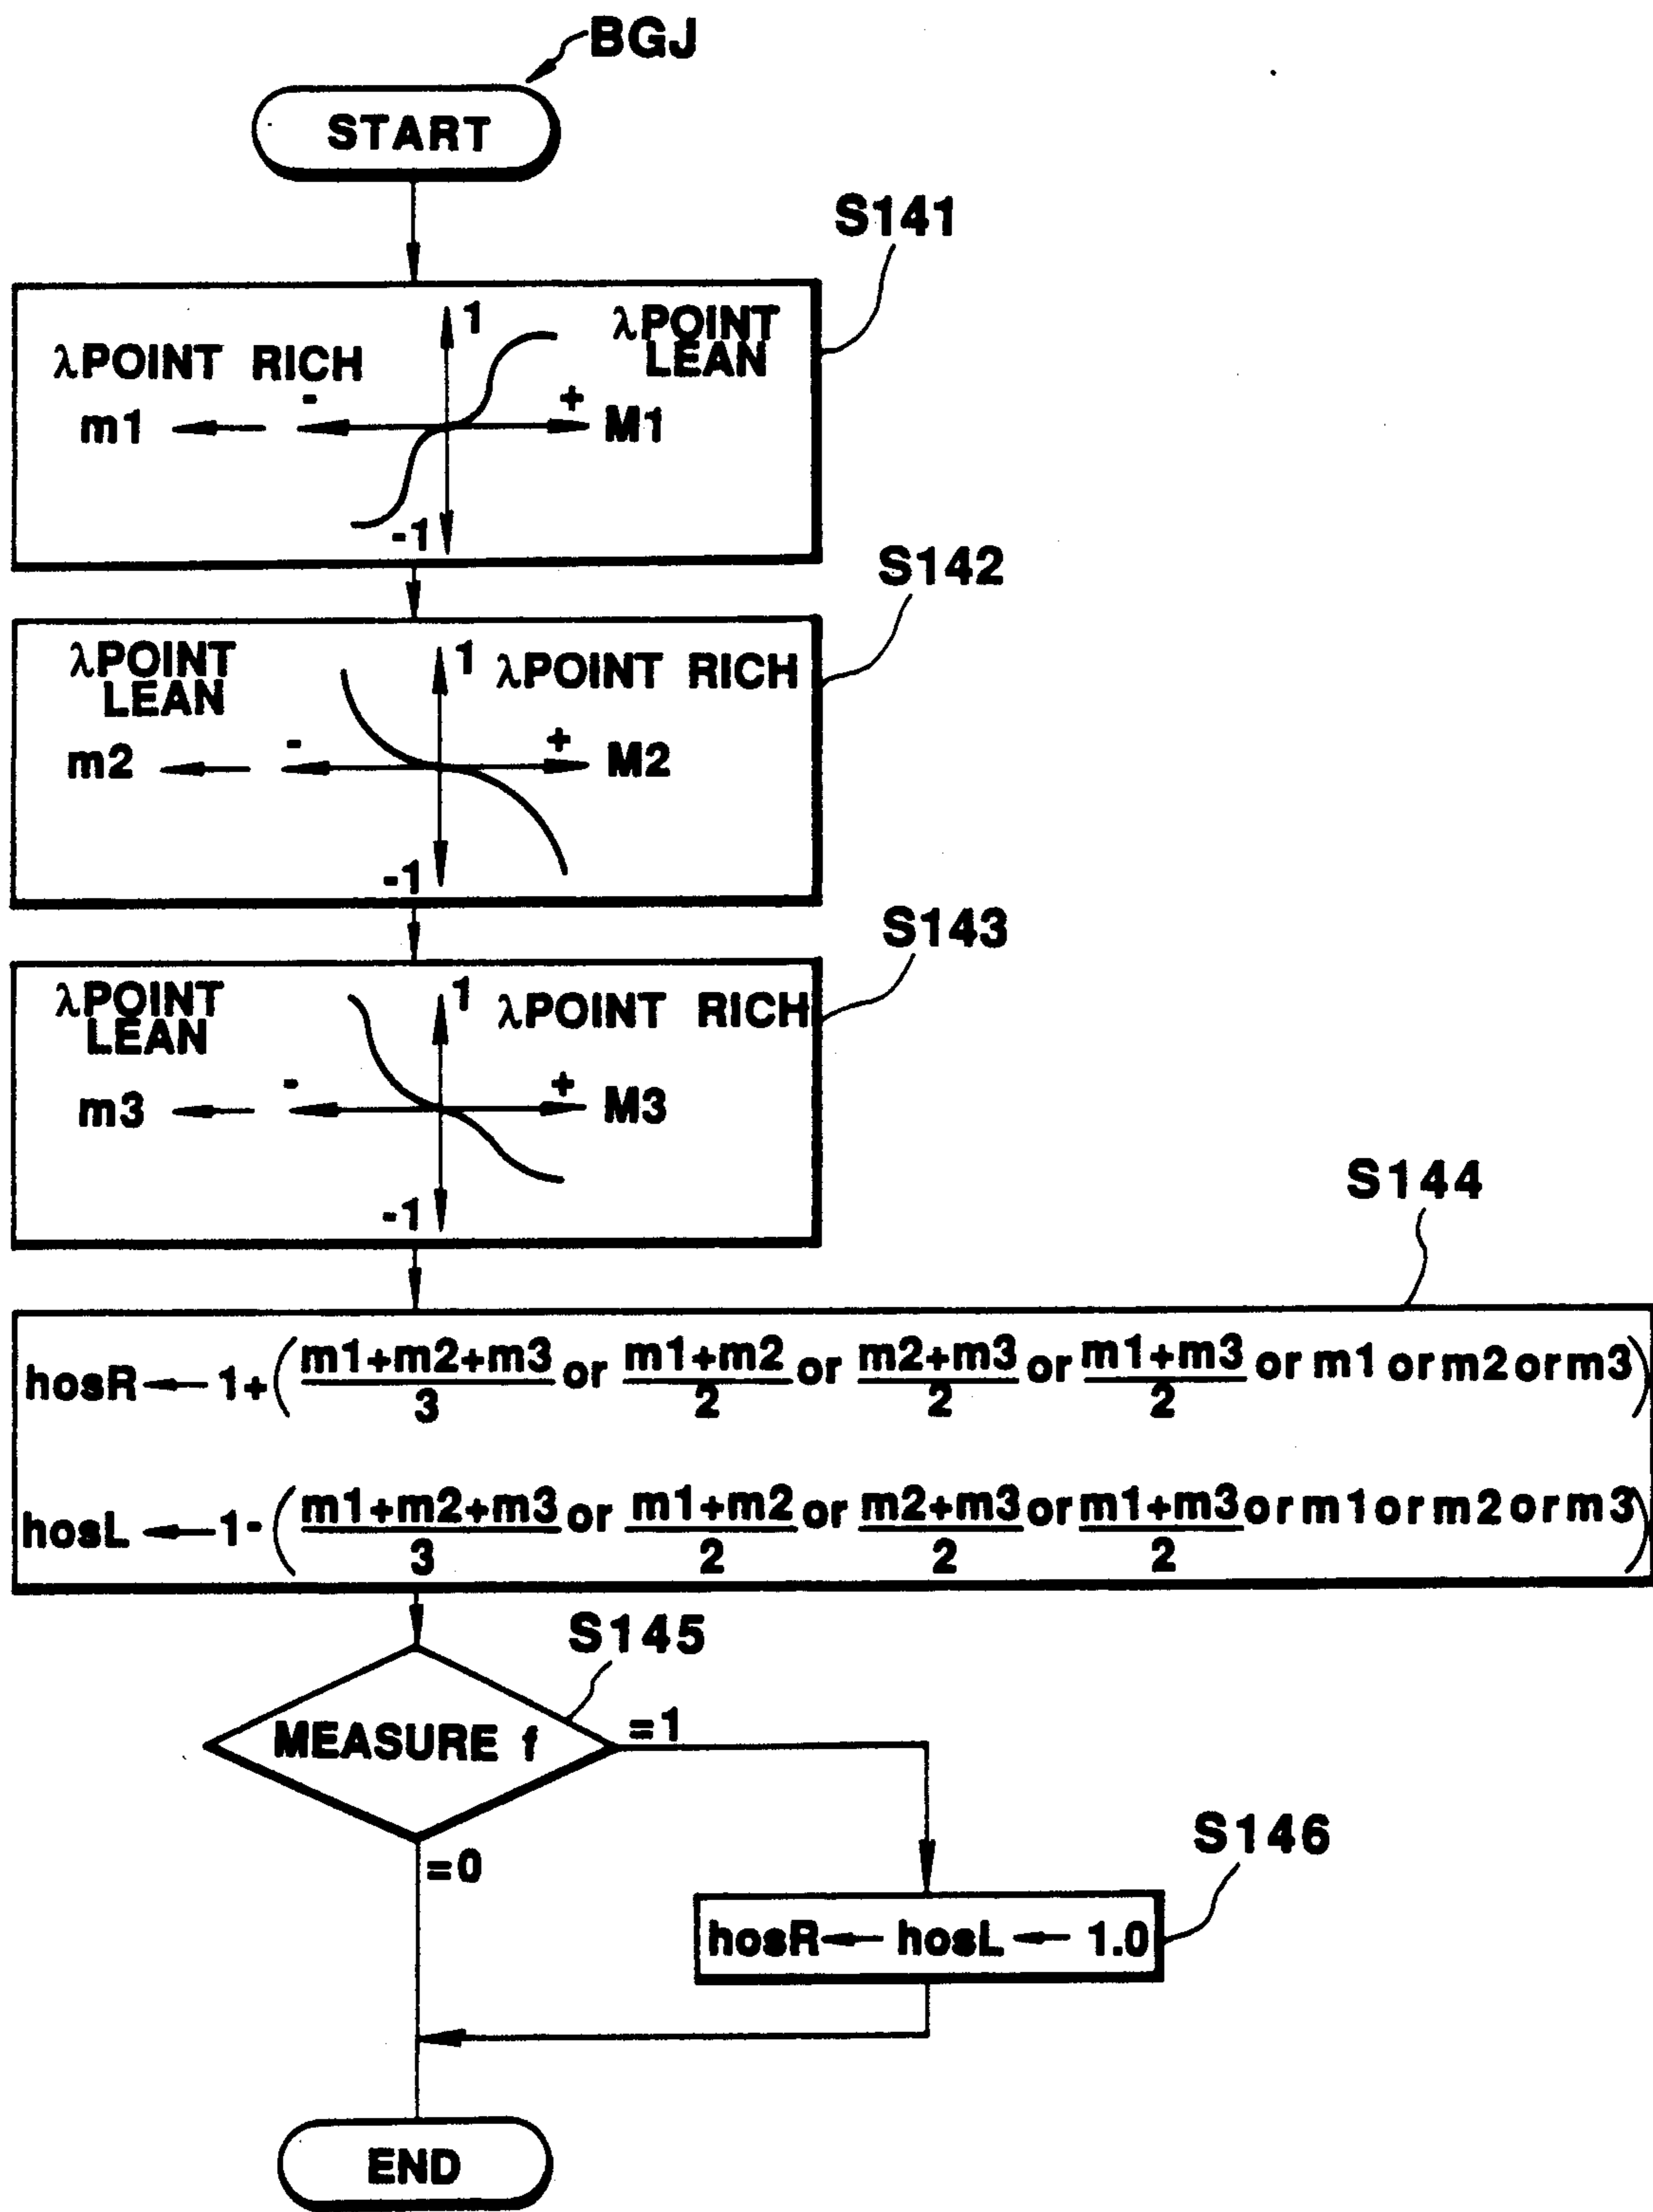 BGJ
START
S141
1
λPOINT
LEAN
λPOINT RICH
- +
m1 ← M1
-1
S142
λPOINT
LEAN
1
λPOINT RICH
- +
m2 ← M2
-1
S143
λPOINT
LEAN
1
λPOINT RICH
- +
m3 ← M3
-1
S144
hosR ← 1+(m1+m2+m3/3 or m1+m2/2 or m2+m3/2 or m1+m3/2 or m1 or m2 or m3)
hosL ← 1-(m1+m2+m3/3 or m1+m2/2 or m2+m3/2 or m1+m3/2 or m1 or m2 or m3)
S145
MEASURE f
=1
=0
S146
hosR ← hosL ← 1.0
END